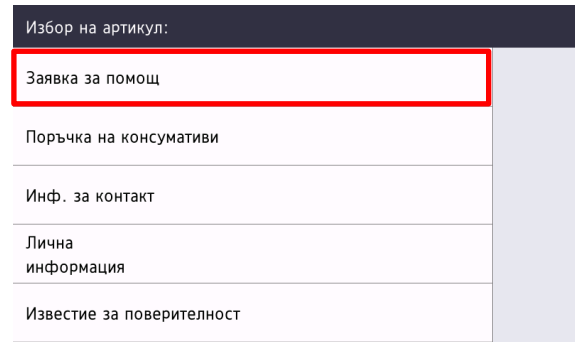 Избор на артикул:
Заявка за помощ
Поръчка на консумативи
Инф. за контакт
Лична
информация
Известие за поверителност